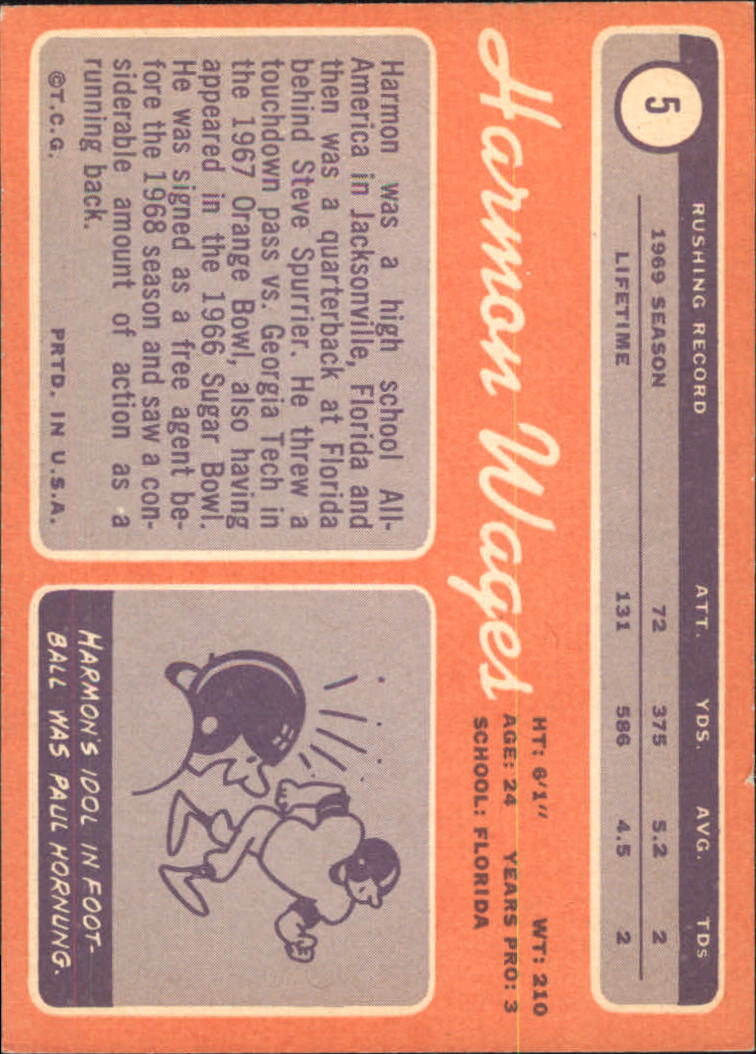 5
RUSHING RECORD ATT. YDS. AVG. TDS
1969 SEASON 72 375 5.2 2
LIFETIME 131 586 4.5 2
Harmon Wages
HT: 6'1" WT: 210
AGE: 24 YEARS PRO: 3
SCHOOL: FLORIDA
Harmon was a high school All-
America in Jacksonville, Florida and
then was a quarterback at Florida
behind Steve Spurrier. He threw a
touchdown pass vs. Georgia Tech in
the 1967 Orange Bowl, also having
appeared in the 1966 Sugar Bowl.
He was signed as a free agent be-
fore the 1968 season and saw a con-
siderable amount of action as a
running back.
©T.C.G. PRTD. IN U.S.A.
HARMON'S IDOL IN FOOT-
BALL WAS PAUL HORNUNG.